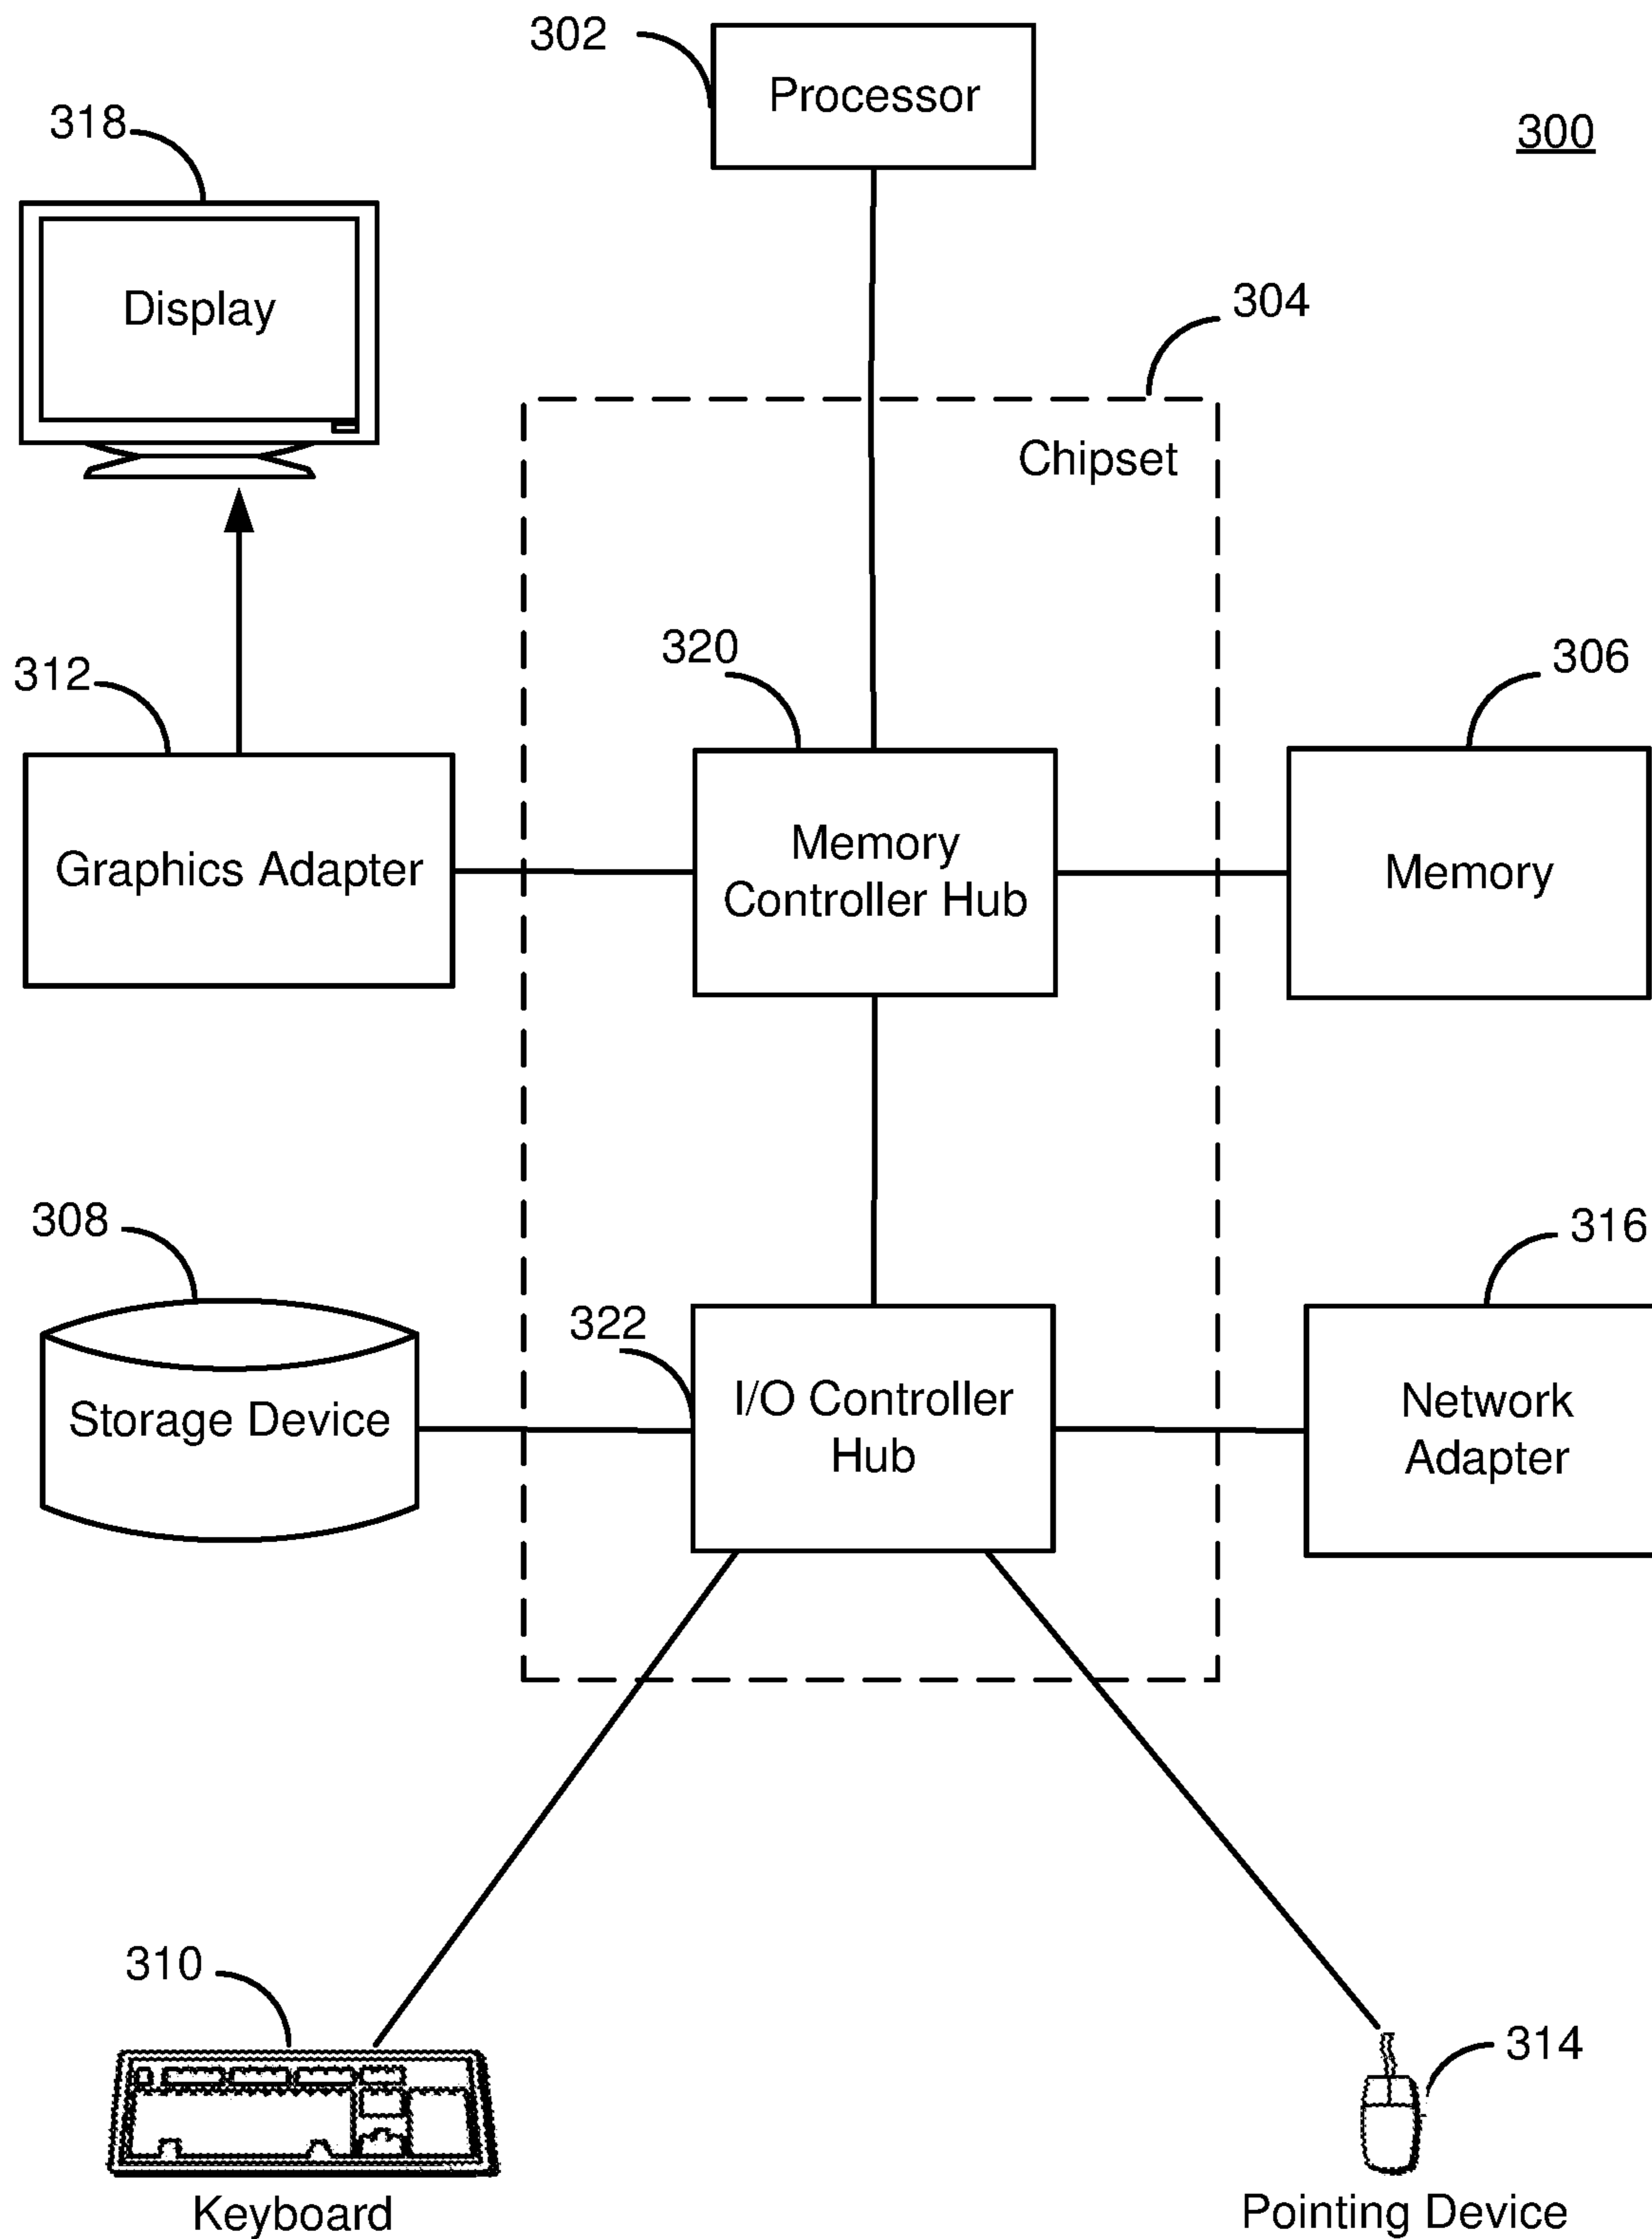 302
Processor
300
318
Display
304
Chipset
312
320
306
Graphics Adapter
Memory
Controller Hub
Memory
308
322
316
Storage Device
I/O Controller
Hub
Network
Adapter
310
314
Keyboard
Pointing Device